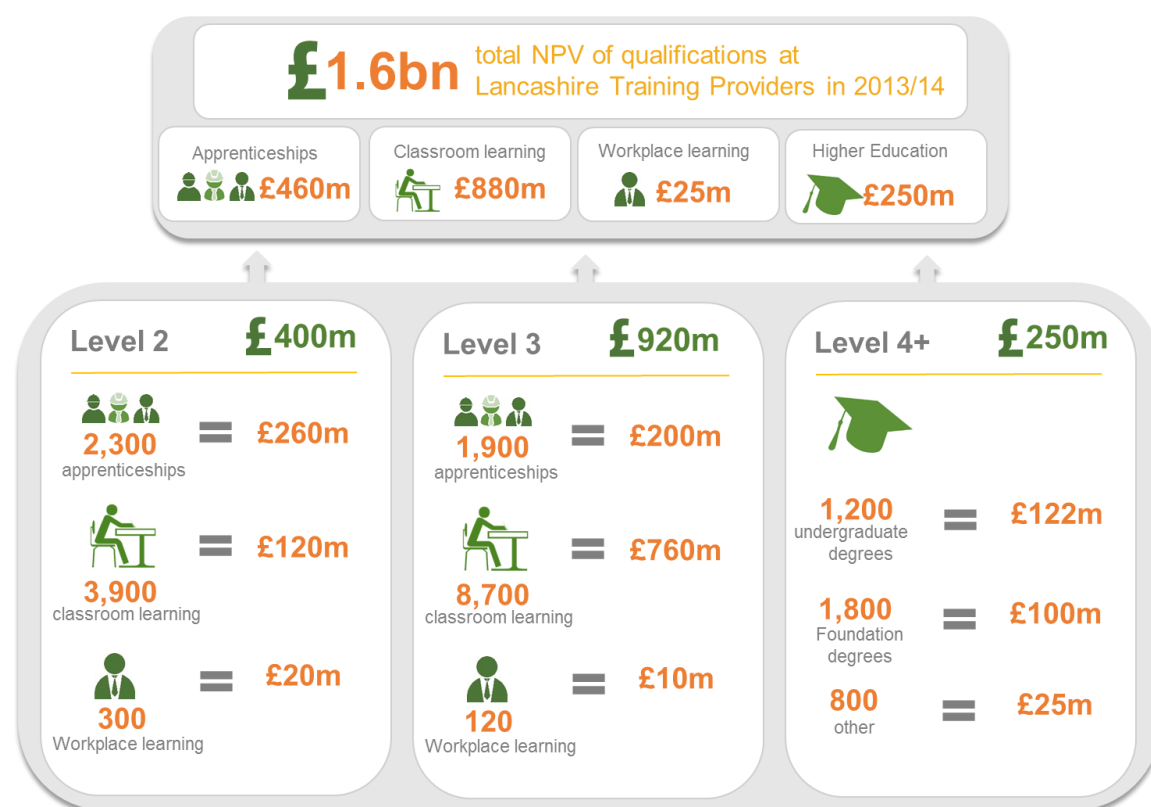 £1.6bn total NPV of qualifications at
Lancashire Training Providers in 2013/14
Apprenticeships
£460m
Classroom learning
£880m
Workplace learning
£25m
Higher Education
£250m
Level 2 £400m
2,300 = £260m
apprenticeships
3,900 = £120m
classroom learning
300 = £20m
Workplace learning
Level 3 £920m
1,900 = £200m
apprenticeships
8,700 = £760m
classroom learning
120 = £10m
Workplace learning
Level 4+ £250m
1,200 = £122m
undergraduate
degrees
1,800 = £100m
Foundation
degrees
800 = £25m
other